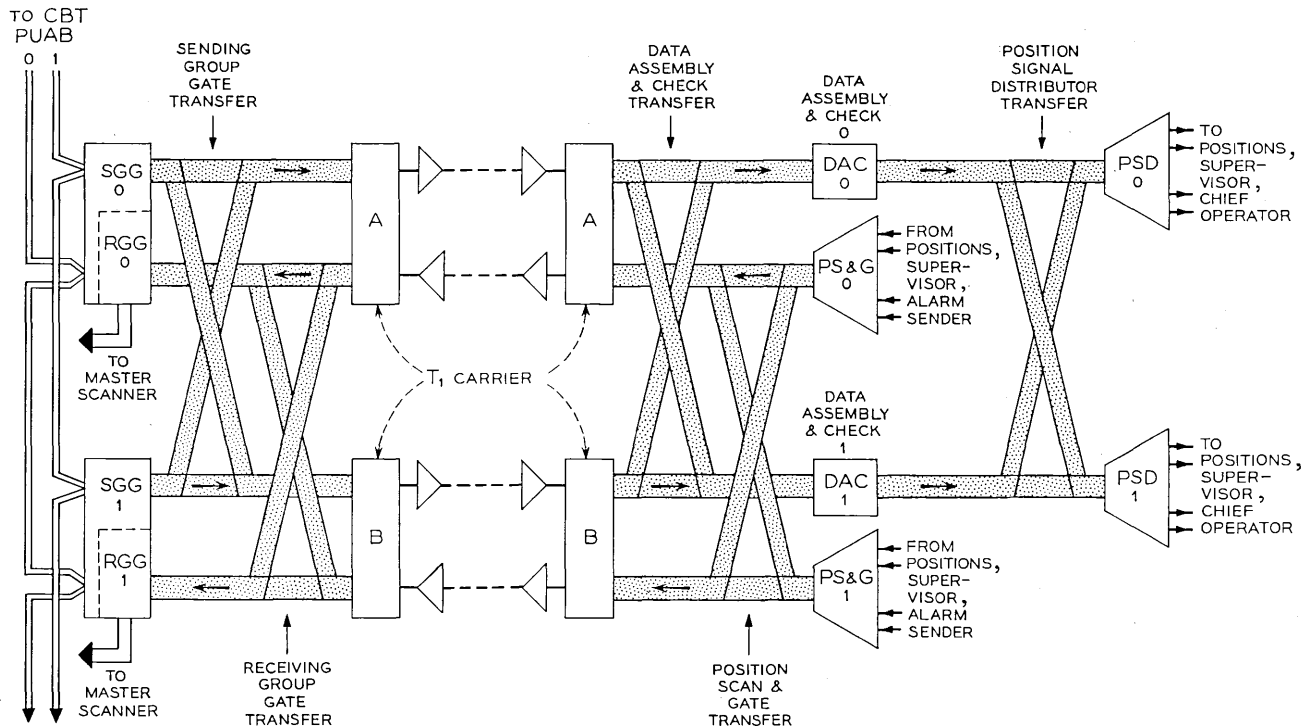 TO CBT
PUAB
0 1
SENDING
GROUP
GATE
TRANSFER
DATA
ASSEMBLY
& CHECK
TRANSFER
DATA
ASSEMBLY
& CHECK
0
POSITION
SIGNAL
DISTRIBUTOR
TRANSFER
SGG
0
RGG
0
A
A
DAC
0
PSD
0
TO
POSITIONS,
SUPER-
VISOR,
CHIEF
OPERATOR
PS&G
0
FROM
POSITIONS,
SUPER-
VISOR,
ALARM
SENDER
TO
MASTER
SCANNER
T1 CARRIER
DATA
ASSEMBLY
& CHECK
1
SGG
1
RGG
1
B
B
DAC
1
PSD
1
TO
POSITIONS,
SUPER-
VISOR,
CHIEF
OPERATOR
PS&G
1
FROM
POSITIONS,
SUPER-
VISOR,
ALARM
SENDER
TO
MASTER
SCANNER
RECEIVING
GROUP
GATE
TRANSFER
POSITION
SCAN &
GATE
TRANSFER